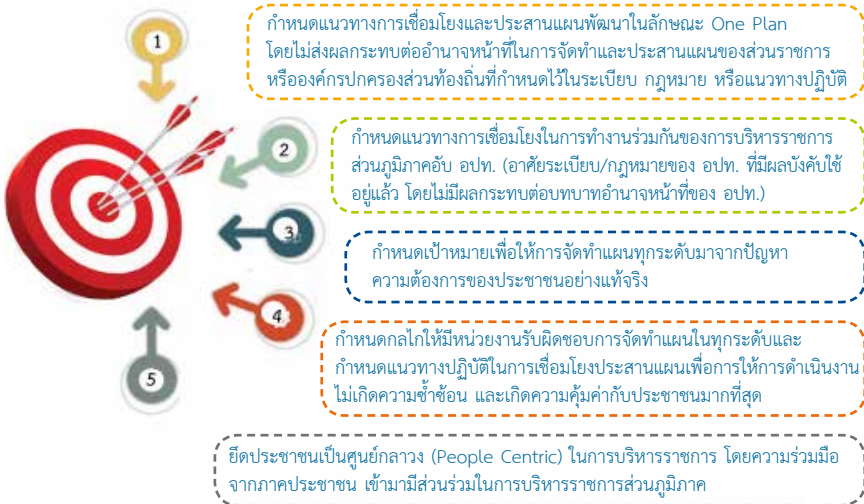 1
กำหนดแนวทางการเชื่อมโยงและประสานแผนพัฒนาในลักษณะ One Plan
โดยไม่ส่งผลกระทบต่ออำนาจหน้าที่ในการจัดทำและประสานแผนของส่วนราชการ
หรือองค์กรปกครองส่วนท้องถิ่นที่กำหนดไว้ในระเบียบ กฎหมาย หรือแนวทางปฏิบัติ
2
กำหนดแนวทางการเชื่อมโยงในการทำงานร่วมกันของการบริหารราชการ
ส่วนภูมิภาคอับ อปท. (อาศัยระเบียบ/กฎหมายของ อปท. ที่มีผลบังคับใช้
อยู่แล้ว โดยไม่มีผลกระทบต่อบทบาทอำนาจหน้าที่ของ อปท.)
3
กำหนดเป้าหมายเพื่อให้การจัดทำแผนทุกระดับมาจากปัญหา
ความต้องการของประชาชนอย่างแท้จริง
4
กำหนดกลไกให้มีหน่วยงานรับผิดชอบการจัดทำแผนในทุกระดับและ
กำหนดแนวทางปฏิบัติในการเชื่อมโยงประสานแผนเพื่อการให้การดำเนินงาน
ไม่เกิดความซ้ำซ้อน และเกิดความคุ้มค่ากับประชาชนมากที่สุด
5
ยึดประชาชนเป็นศูนย์กลาวง (People Centric) ในการบริหารราชการ โดยความร่วมมือ
จากภาคประชาชน เข้ามามีส่วนร่วมในการบริหารราชการส่วนภูมิภาค